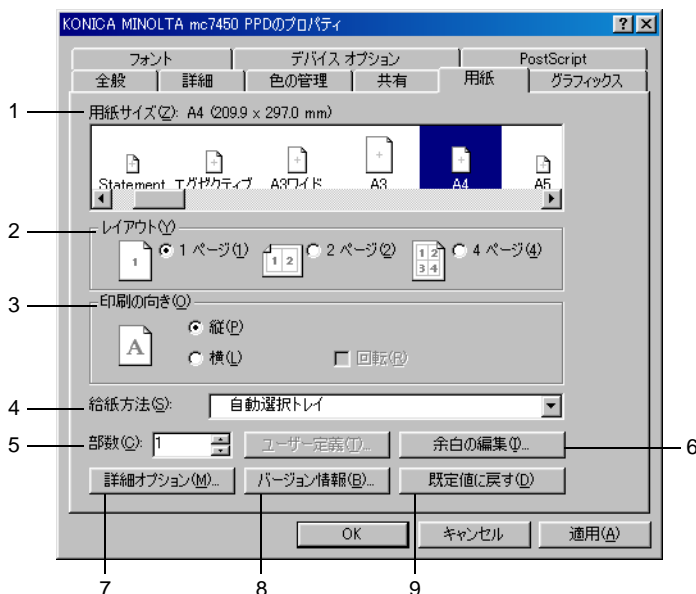 KONICA MINOLTA mc7450 PPDのプロパティ
フォント デバイス オプション PostScript
全般 詳細 色の管理 共有 用紙 グラフィックス
1
用紙サイズ(Z): A4 (209.9 x 297.0 mm)
Statement エグゼクティブ A3ワイド A3 A4 A5
2
レイアウト(Y)
1 1 ページ(1) 1 2 2 ページ(2) 1 2 3 4 4 ページ(4)
3
印刷の向き(O)
A
縦(P)
横(L) 回転(R)
4
給紙方法(S): 自動選択トレイ
5
部数(C): 1 ユーザー定義(T)... 余白の編集(I)...
6
詳細オプション(M)... バージョン情報(B)... 既定値に戻す(D)
OK キャンセル 適用(A)
7 8 9